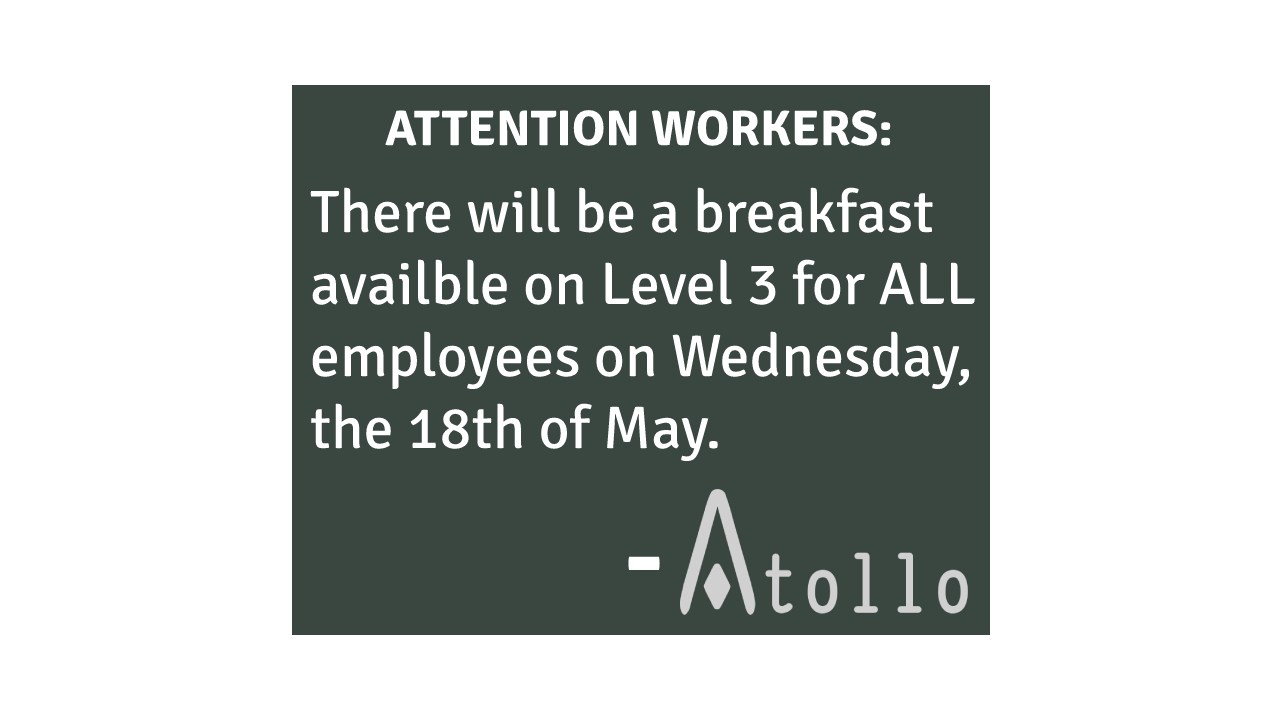 ATTENTION WORKERS:
There will be a breakfast
availble on Level 3 for ALL
employees on Wednesday,
the 18th of May.
- Atollo